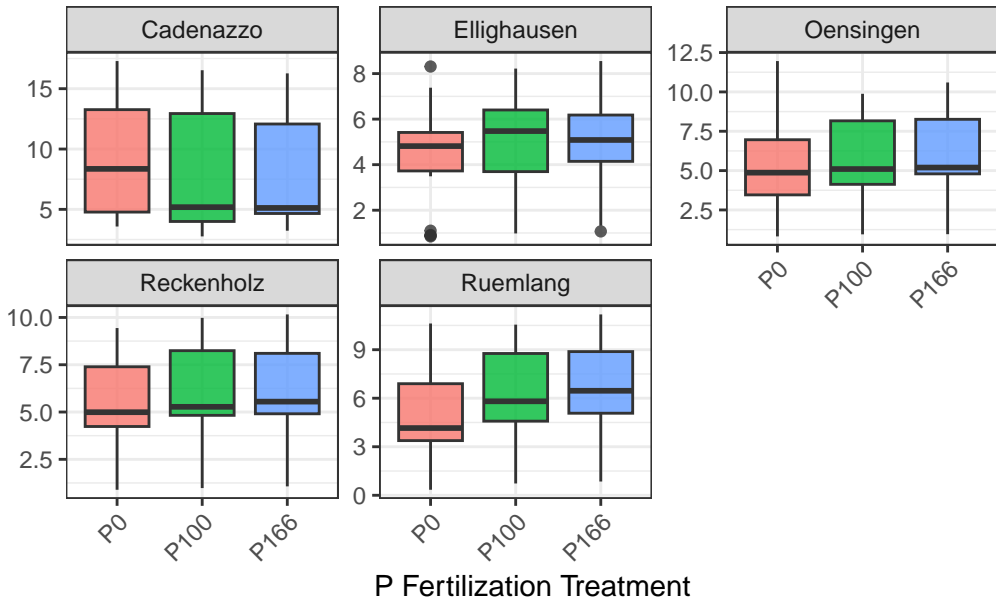 Cadenazzo
Ellighausen
Oensingen
15
10
5
8
6
4
2
12.5
10.0
7.5
5.0
2.5
P0
P100
P166
Reckenholz
Ruemlang
10.0
7.5
5.0
2.5
9
6
3
0
P0
P100
P166
P0
P100
P166
P Fertilization Treatment